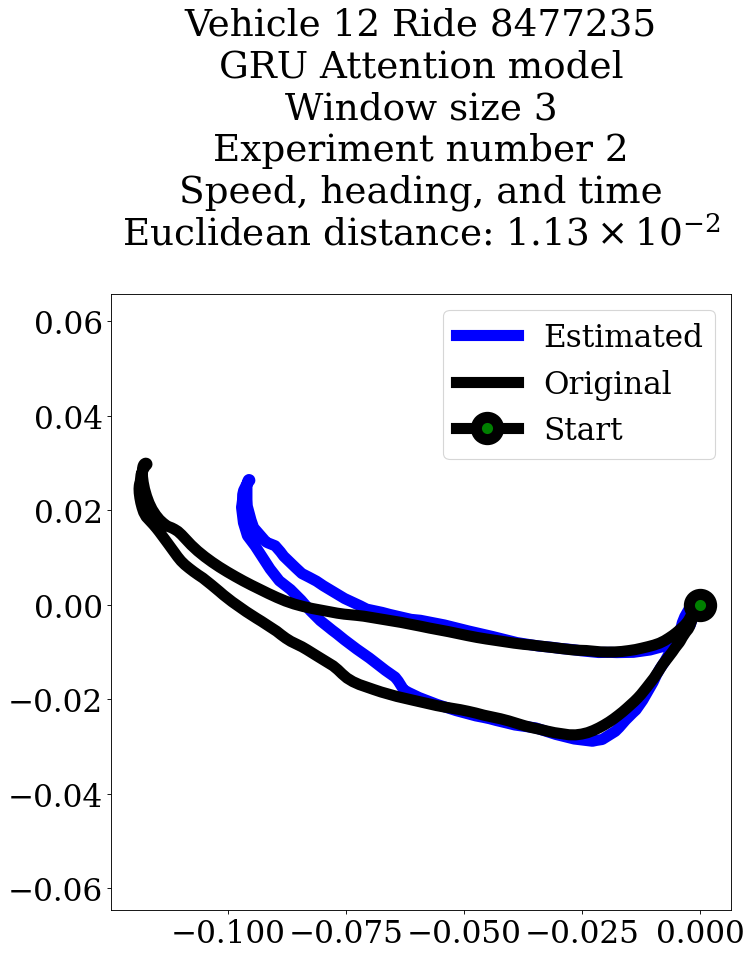 Vehicle 12 Ride 8477235
GRU Attention model
Window size 3
Experiment number 2
Speed, heading, and time
Euclidean distance: 1.13 × 10⁻²
Estimated
Original
Start
0.06
0.04
0.02
0.00
−0.02
−0.04
−0.06
−0.100 −0.075 −0.050 −0.025 0.000